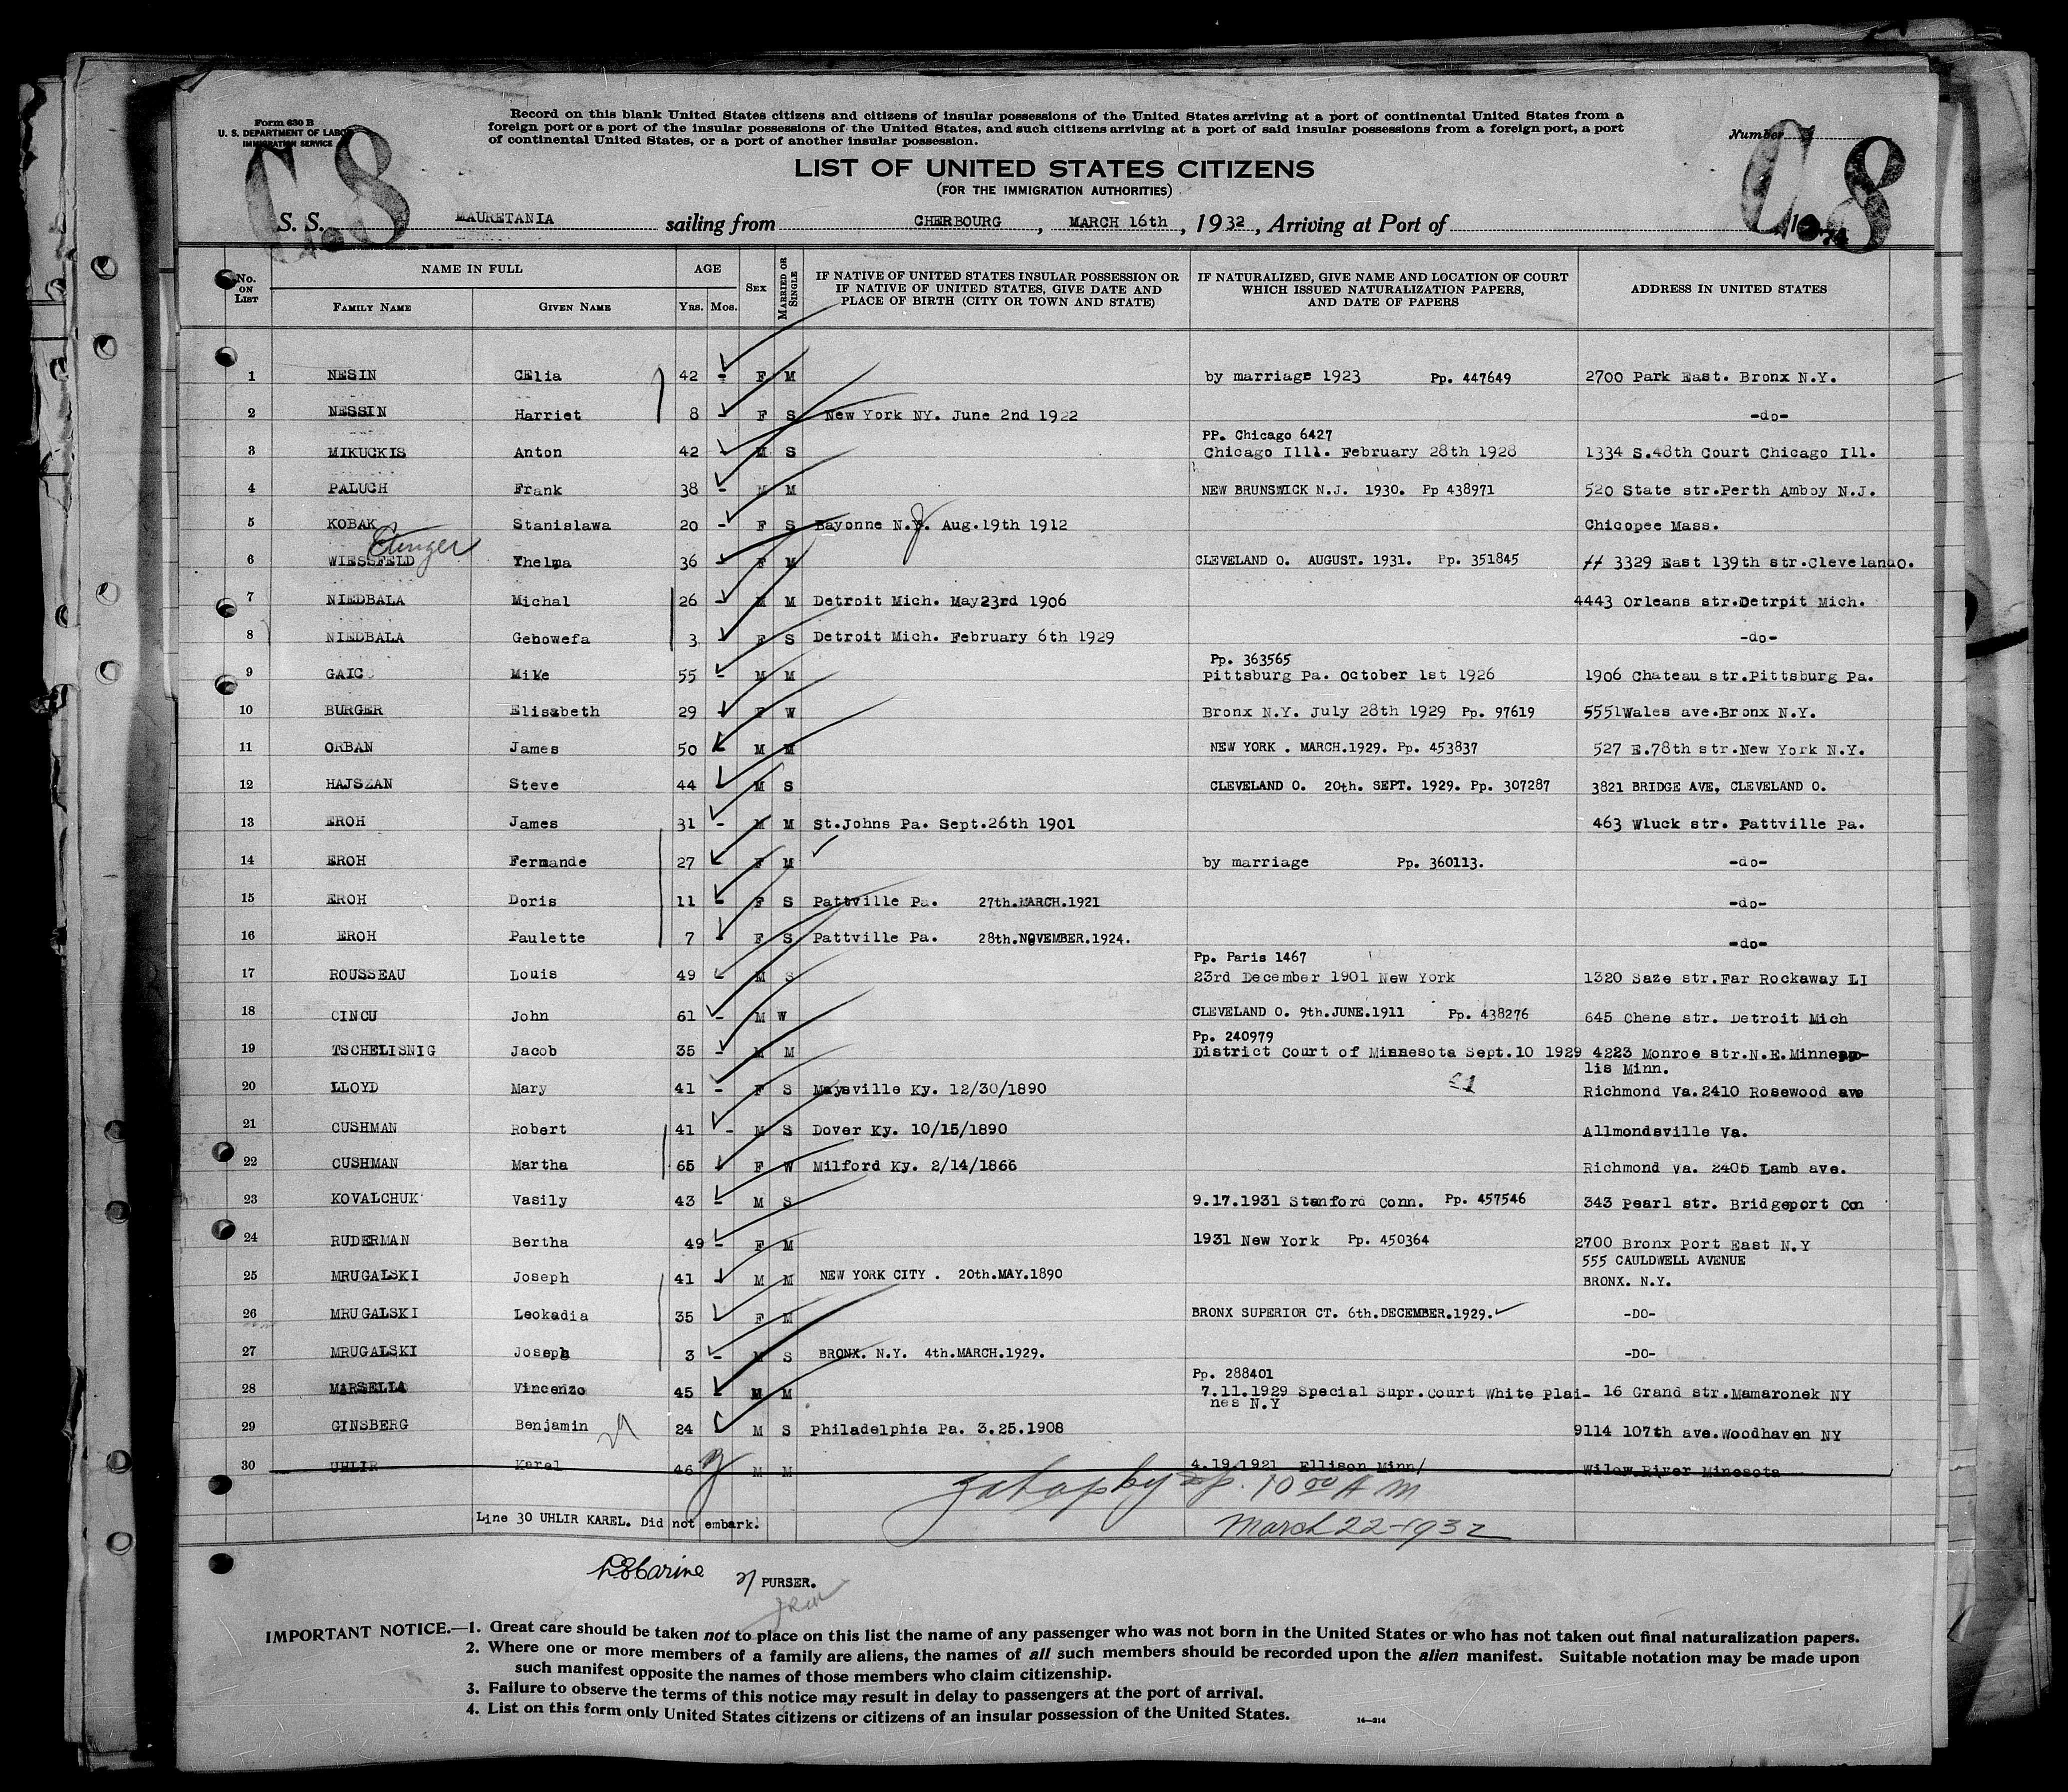 Form 630 B
U. S. DEPARTMENT OF LABOR
IMMIGRATION SERVICE
C 8
Record on this blank United States citizens and citizens of insular possessions of the United States arriving at a port of continental United States from a
foreign port or a port of the insular possessions of the United States, and such citizens arriving at a port of said insular possessions from a foreign port, a port
of continental United States, or a port of another insular possession.
Number
C 8
LIST OF UNITED STATES CITIZENS
(FOR THE IMMIGRATION AUTHORITIES)
S. S. MAURETANIA sailing from CHERBOURG, MARCH 16th, 1932, Arriving at Port of
No. ON LIST NAME IN FULL FAMILY NAME GIVEN NAME AGE YRS. MOS. SEX MARRIED OR SINGLE IF NATIVE OF UNITED STATES INSULAR POSSESSION OR IF NATIVE OF UNITED STATES, GIVE DATE AND PLACE OF BIRTH (CITY OR TOWN AND STATE) IF NATURALIZED, GIVE NAME AND LOCATION OF COURT WHICH ISSUED NATURALIZATION PAPERS, AND DATE OF PAPERS ADDRESS IN UNITED STATES
1 NESIN CElia 42 - F M by marriage 1923 Pp. 447649 2700 Park East. Bronx N.Y.
2 NESSIN Harriet 8 - F S New York NY. June 2nd 1922 -do-
PP. Chicago 6427
3 MIKUCKIS Anton 42 - M S Chicago Illl. February 28th 1928 1334 S.48th Court Chicago Ill.
4 PALUCH Frank 38 - M M NEW BRUNSWICK N.J. 1930. Pp 438971 520 State str.Perth Amboy N.J.
5 KOBAK Stanislawa 20 - F S Bayonne N.J. Aug.19th 1912 Chicopee Mass.
6 WIESSFELD Thelma 36 - F M CLEVELAND O. AUGUST. 1931. Pp. 351845 3329 East 139th str.Cleveland O.
7 NIEDBALA Michal 26 - M M Detroit Mich. May23rd 1906 4443 Orleans str.Detrpit Mich.
8 NIEDBALA Gebowefa 3 - F S Detroit Mich. February 6th 1929 -do-
Pp. 363565
9 GAIC Mike 55 - M M Pittsburg Pa. October 1st 1926 1906 Chateau str.Pittsburg Pa.
10 BURGER Elisabeth 29 - F W Bronx N.Y. July 28th 1929 Pp. 97619 5551Wales ave.Bronx N.Y.
11 ORBAN James 50 - M M NEW YORK . MARCH.1929. Pp. 453837 527 E.78th str.New York N.Y.
12 HAJSZAN Steve 44 - M S CLEVELAND O. 20th. SEPT. 1929. Pp. 307287 3821 BRIDGE AVE, CLEVELAND O.
13 EROH James 31 - M M St.Johns Pa. Sept.26th 1901 463 Wluck str. Pattville Pa.
14 EROH Fernande 27 - F M by marriage Pp. 360113. -do-
15 EROH Doris 11 - F S Pattville Pa. 27th.MARCH.1921 -do-
16 EROH Paulette 7 - F S Pattville Pa. 28th.NOVEMBER.1924. -do-
Pp. Paris 1467
17 ROUSSEAU Louis 49 - M S 23rd December 1901 New York 1320 Saze str.Far Rockaway LI
18 CINCU John 61 - M W CLEVELAND O. 9th.JUNE.1911 Pp. 438276 645 Chene str. Detroit Mich
Pp. 240979
19 TSCHELISNIG Jacob 35 - M M District Court of Minnesota Sept.10 1929 4223 Monroe str.N.E.Minneapo-
lis Minn.
20 LLOYD Mary 41 - F S Maysville Ky. 12/30/1890 Richmond Va.2410 Rosewood ave
21 CUSHMAN Robert 41 - M S Dover Ky. 10/15/1890 Allmondsville Va.
22 CUSHMAN Martha 65 - F W Milford Ky. 2/14/1866 Richmond Va. 2405 Lamb ave.
23 KOVALCHUK Vasily 43 - M S 9.17.1931 Stanford Conn. Pp. 457546 343 Pearl str. Bridgeport Con
24 RUDERMAN Bertha 49 - F M 1931 New York Pp. 450364 2700 Bronx Port East N.Y
555 CAULDWELL AVENUE
25 MRUGALSKI Joseph 41 - M M NEW YORK CITY . 20th.MAY.1890 BRONX. N.Y.
26 MRUGALSKI Leokadia 35 - F M BRONX SUPERIOR CT. 6th.DECEMBER.1929. -DO-
27 MRUGALSKI Joseph 3 - M S BRONX. N.Y. 4th.MARCH.1929. -DO-
Pp. 288401
28 MARSELLA Vincenzo 45 - M M 7.11.1929 Special Supr.Court White Plai- 16 Grand str.Mamaronek NY
nes N.Y
29 GINSBERG Benjamin 24 M S Philadelphia Pa. 3.25.1908 9114 107th ave.Woodhaven NY
30 UHLIR Karel 46 M M 4.19.1921 Ellison Minn/ Wilow River Minesota
10 00 A M
Line 30 UHLIR KAREL. Did not embark.
March 22-1932
PURSER.
IMPORTANT NOTICE.—1. Great care should be taken not to place on this list the name of any passenger who was not born in the United States or who has not taken out final naturalization papers.
2. Where one or more members of a family are aliens, the names of all such members should be recorded upon the alien manifest. Suitable notation may be made upon
such manifest opposite the names of those members who claim citizenship.
3. Failure to observe the terms of this notice may result in delay to passengers at the port of arrival.
4. List on this form only United States citizens or citizens of an insular possession of the United States.
14—214